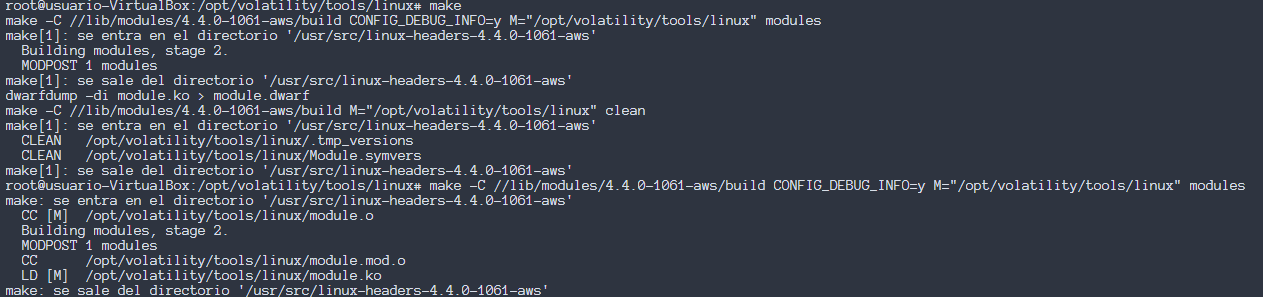 root@usuario-VirtualBox:/opt/volatility/tools/linux# make
make -C //lib/modules/4.4.0-1061-aws/build CONFIG_DEBUG_INFO=y M="/opt/volatility/tools/linux" modules
make[1]: se entra en el directorio '/usr/src/linux-headers-4.4.0-1061-aws'
  Building modules, stage 2.
  MODPOST 1 modules
make[1]: se sale del directorio '/usr/src/linux-headers-4.4.0-1061-aws'
dwarfdump -di module.ko > module.dwarf
make -C //lib/modules/4.4.0-1061-aws/build M="/opt/volatility/tools/linux" clean
make[1]: se entra en el directorio '/usr/src/linux-headers-4.4.0-1061-aws'
  CLEAN   /opt/volatility/tools/linux/.tmp_versions
  CLEAN   /opt/volatility/tools/linux/Module.symvers
make[1]: se sale del directorio '/usr/src/linux-headers-4.4.0-1061-aws'
root@usuario-VirtualBox:/opt/volatility/tools/linux# make -C //lib/modules/4.4.0-1061-aws/build CONFIG_DEBUG_INFO=y M="/opt/volatility/tools/linux" modules
make: se entra en el directorio '/usr/src/linux-headers-4.4.0-1061-aws'
  CC [M]  /opt/volatility/tools/linux/module.o
  Building modules, stage 2.
  MODPOST 1 modules
  CC      /opt/volatility/tools/linux/module.mod.o
  LD [M]  /opt/volatility/tools/linux/module.ko
make: se sale del directorio '/usr/src/linux-headers-4.4.0-1061-aws'